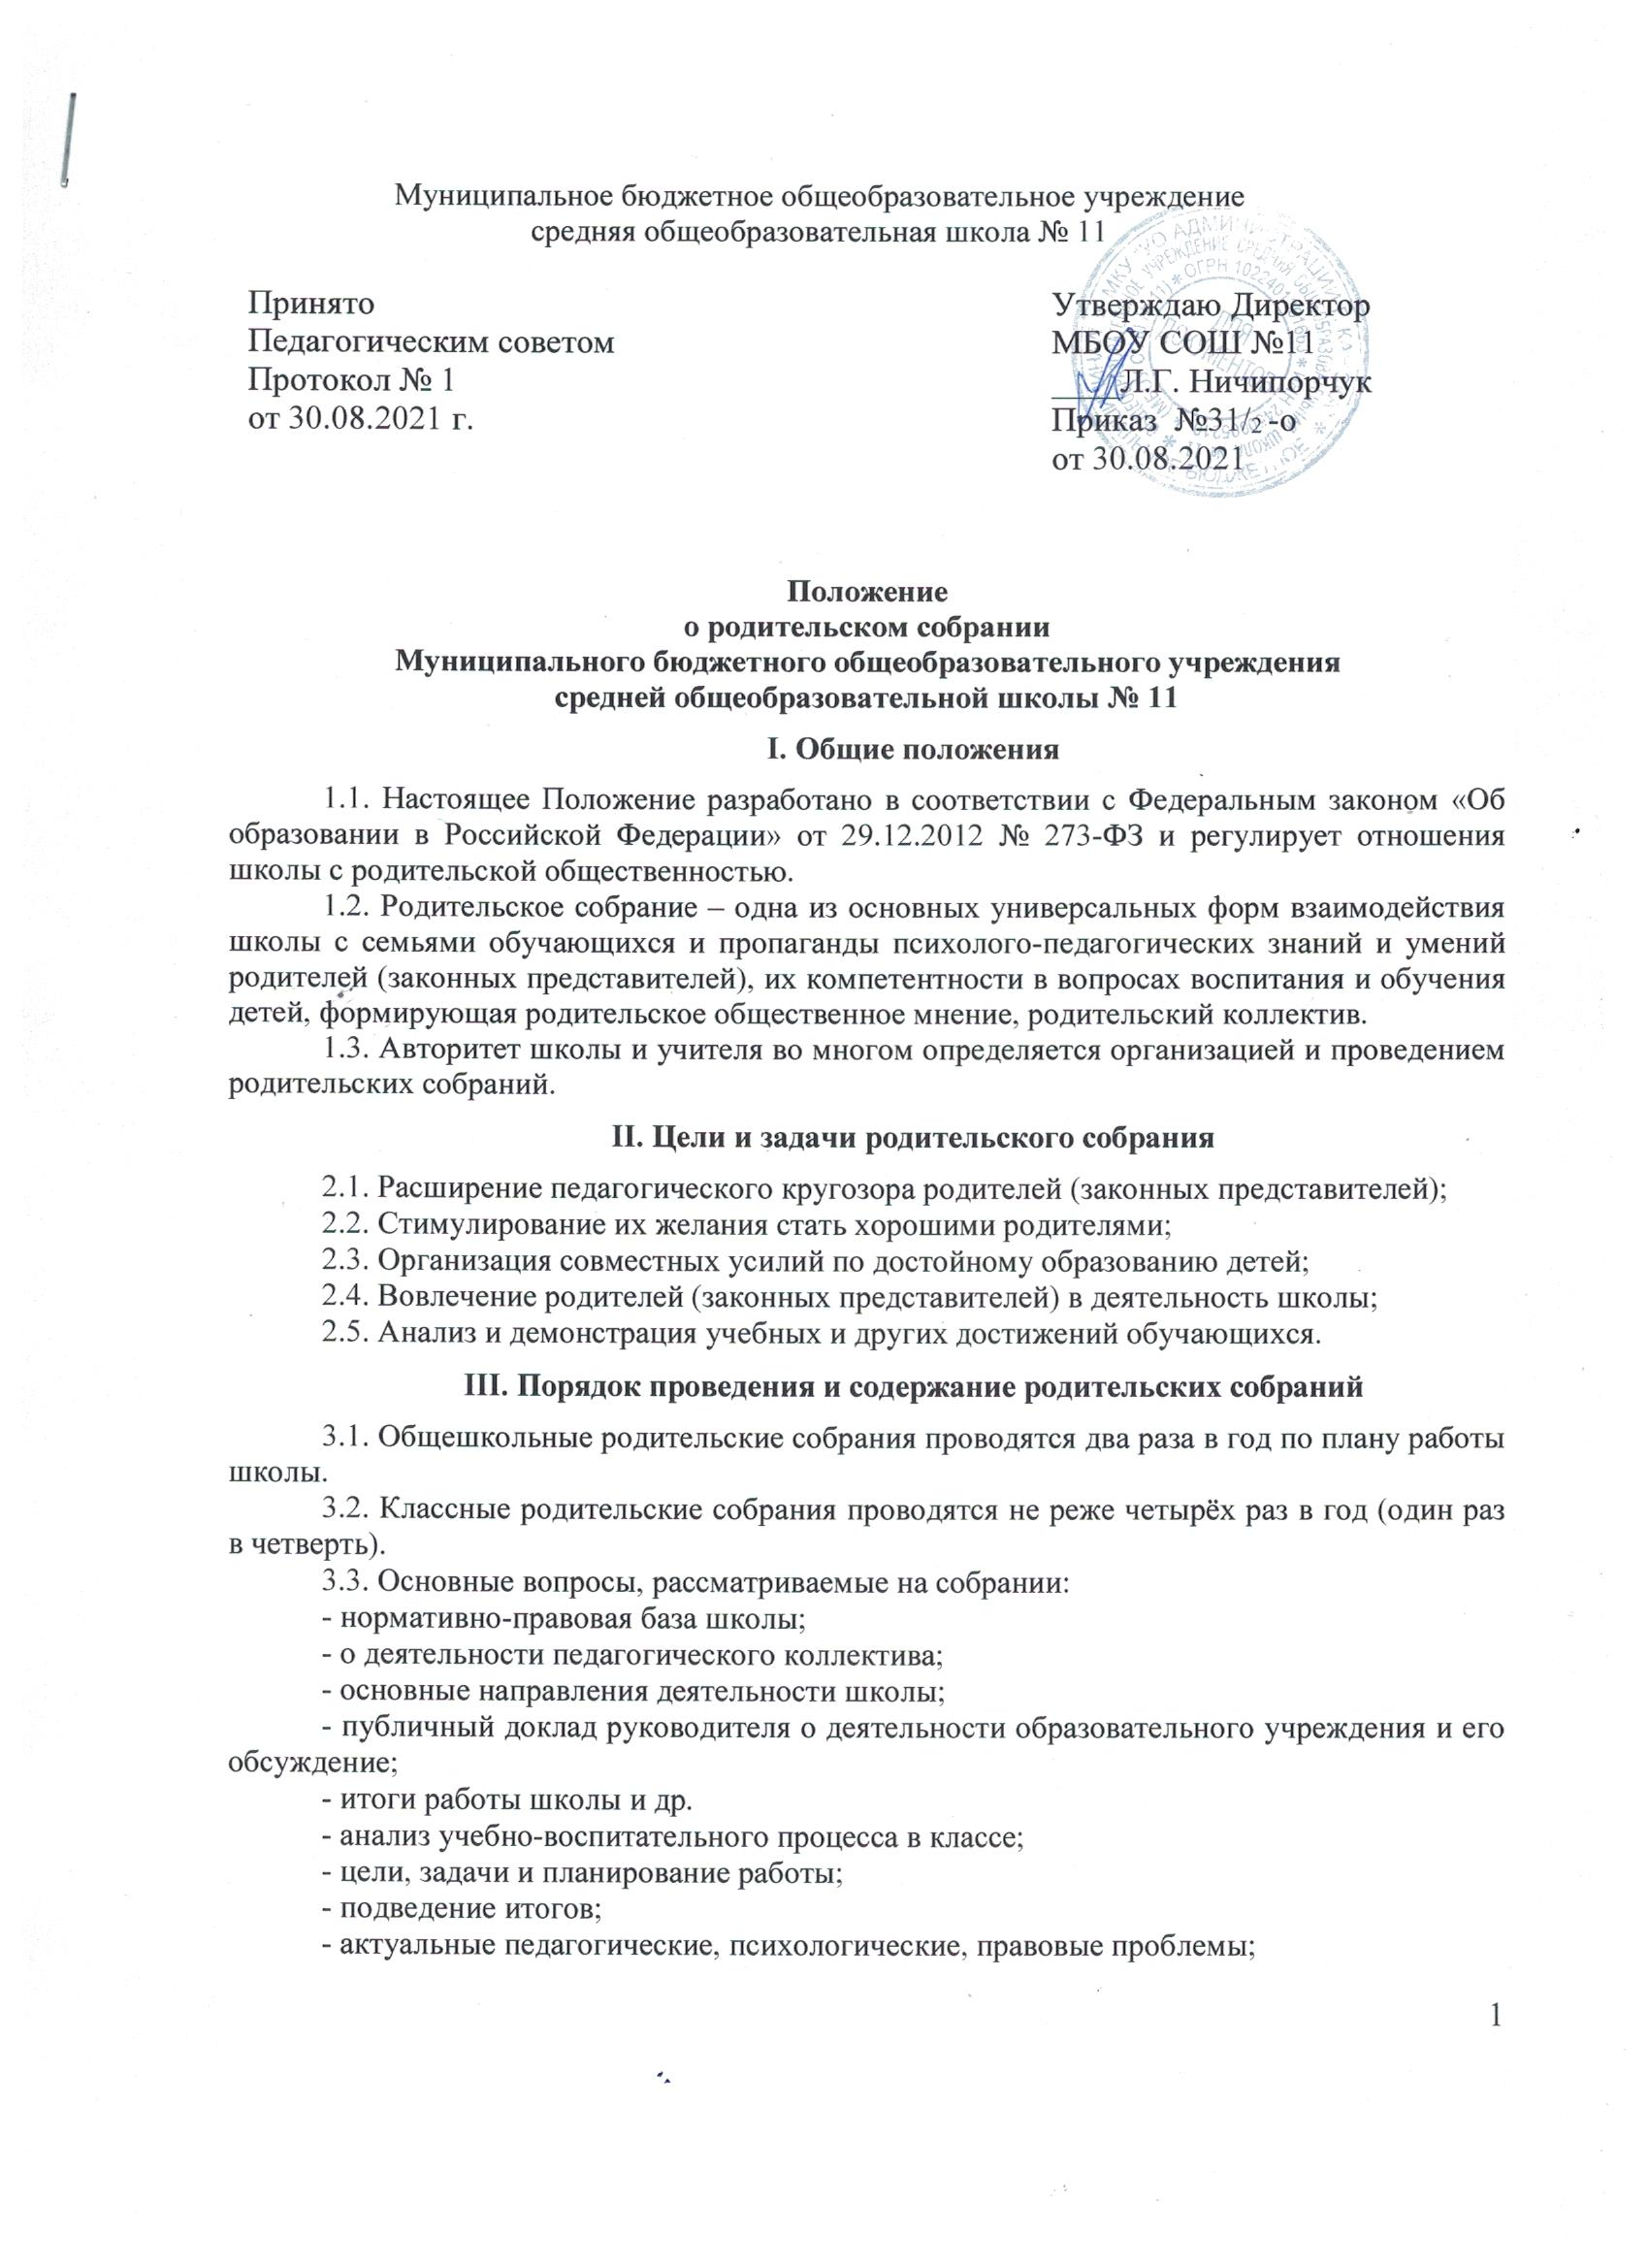 Муниципальное бюджетное общеобразовательное учреждение
средняя общеобразовательная школа № 11
Принято
Педагогическим советом
Протокол № 1
от 30.08.2021 г.
Утверждаю Директор
МБОУ СОШ №11
____Л.Г. Ничипорчук
Приказ №31/2 -о
от 30.08.2021
ДЛЯ
ДОКУМЕНТОВ
Положение
о родительском собрании
Муниципального бюджетного общеобразовательного учреждения
средней общеобразовательной школы № 11
I. Общие положения
1.1. Настоящее Положение разработано в соответствии с Федеральным законом «Об
образовании в Российской Федерации» от 29.12.2012 № 273-ФЗ и регулирует отношения
школы с родительской общественностью.
1.2. Родительское собрание – одна из основных универсальных форм взаимодействия
школы с семьями обучающихся и пропаганды психолого-педагогических знаний и умений
родителей (законных представителей), их компетентности в вопросах воспитания и обучения
детей, формирующая родительское общественное мнение, родительский коллектив.
1.3. Авторитет школы и учителя во многом определяется организацией и проведением
родительских собраний.
II. Цели и задачи родительского собрания
2.1. Расширение педагогического кругозора родителей (законных представителей);
2.2. Стимулирование их желания стать хорошими родителями;
2.3. Организация совместных усилий по достойному образованию детей;
2.4. Вовлечение родителей (законных представителей) в деятельность школы;
2.5. Анализ и демонстрация учебных и других достижений обучающихся.
III. Порядок проведения и содержание родительских собраний
3.1. Общешкольные родительские собрания проводятся два раза в год по плану работы
школы.
3.2. Классные родительские собрания проводятся не реже четырёх раз в год (один раз
в четверть).
3.3. Основные вопросы, рассматриваемые на собрании:
- нормативно-правовая база школы;
- о деятельности педагогического коллектива;
- основные направления деятельности школы;
- публичный доклад руководителя о деятельности образовательного учреждения и его
обсуждение;
- итоги работы школы и др.
- анализ учебно-воспитательного процесса в классе;
- цели, задачи и планирование работы;
- подведение итогов;
- актуальные педагогические, психологические, правовые проблемы;
1